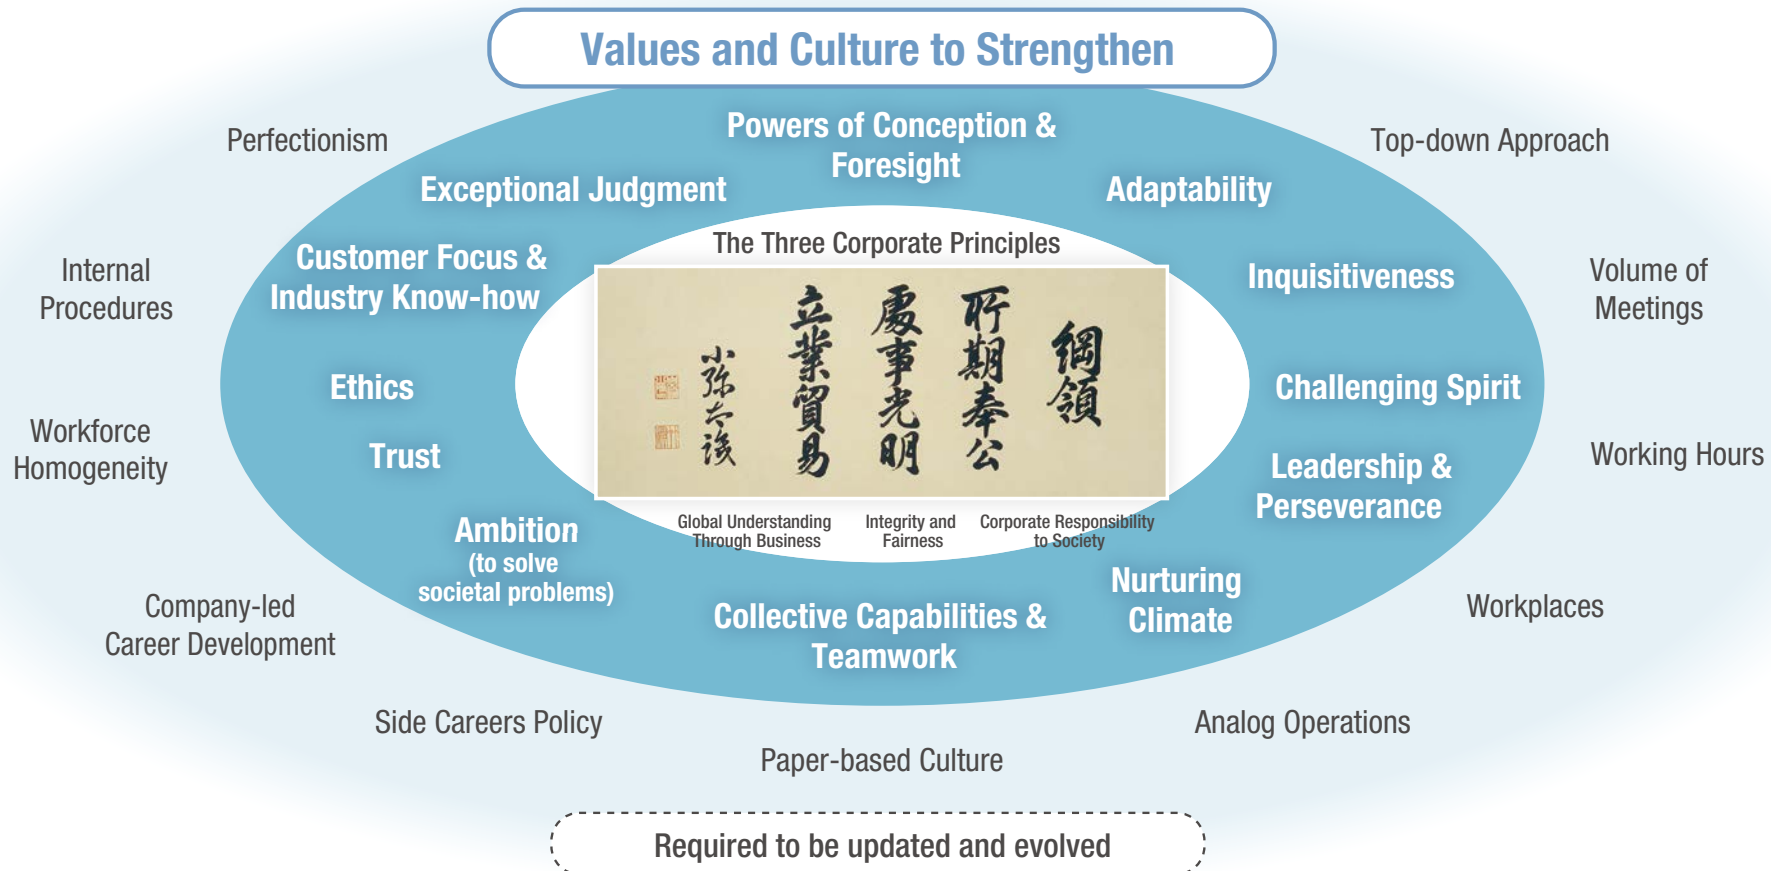 Values and Culture to Strengthen
Powers of Conception &
Foresight
Perfectionism
Top-down Approach
Exceptional Judgment
Adaptability
The Three Corporate Principles
Customer Focus &
Industry Know-how
Inquisitiveness
Internal
Procedures
Volume of
Meetings
綱領
所期奉公
處事光明
立業貿易
小弥太識
Ethics
Challenging Spirit
Workforce
Homogeneity
Trust
Leadership &
Perseverance
Working Hours
Ambition
(to solve
societal problems)
Global Understanding
Through Business
Integrity and
Fairness
Corporate Responsibility
to Society
Nurturing
Climate
Company-led
Career Development
Collective Capabilities &
Teamwork
Workplaces
Side Careers Policy
Analog Operations
Paper-based Culture
Required to be updated and evolved